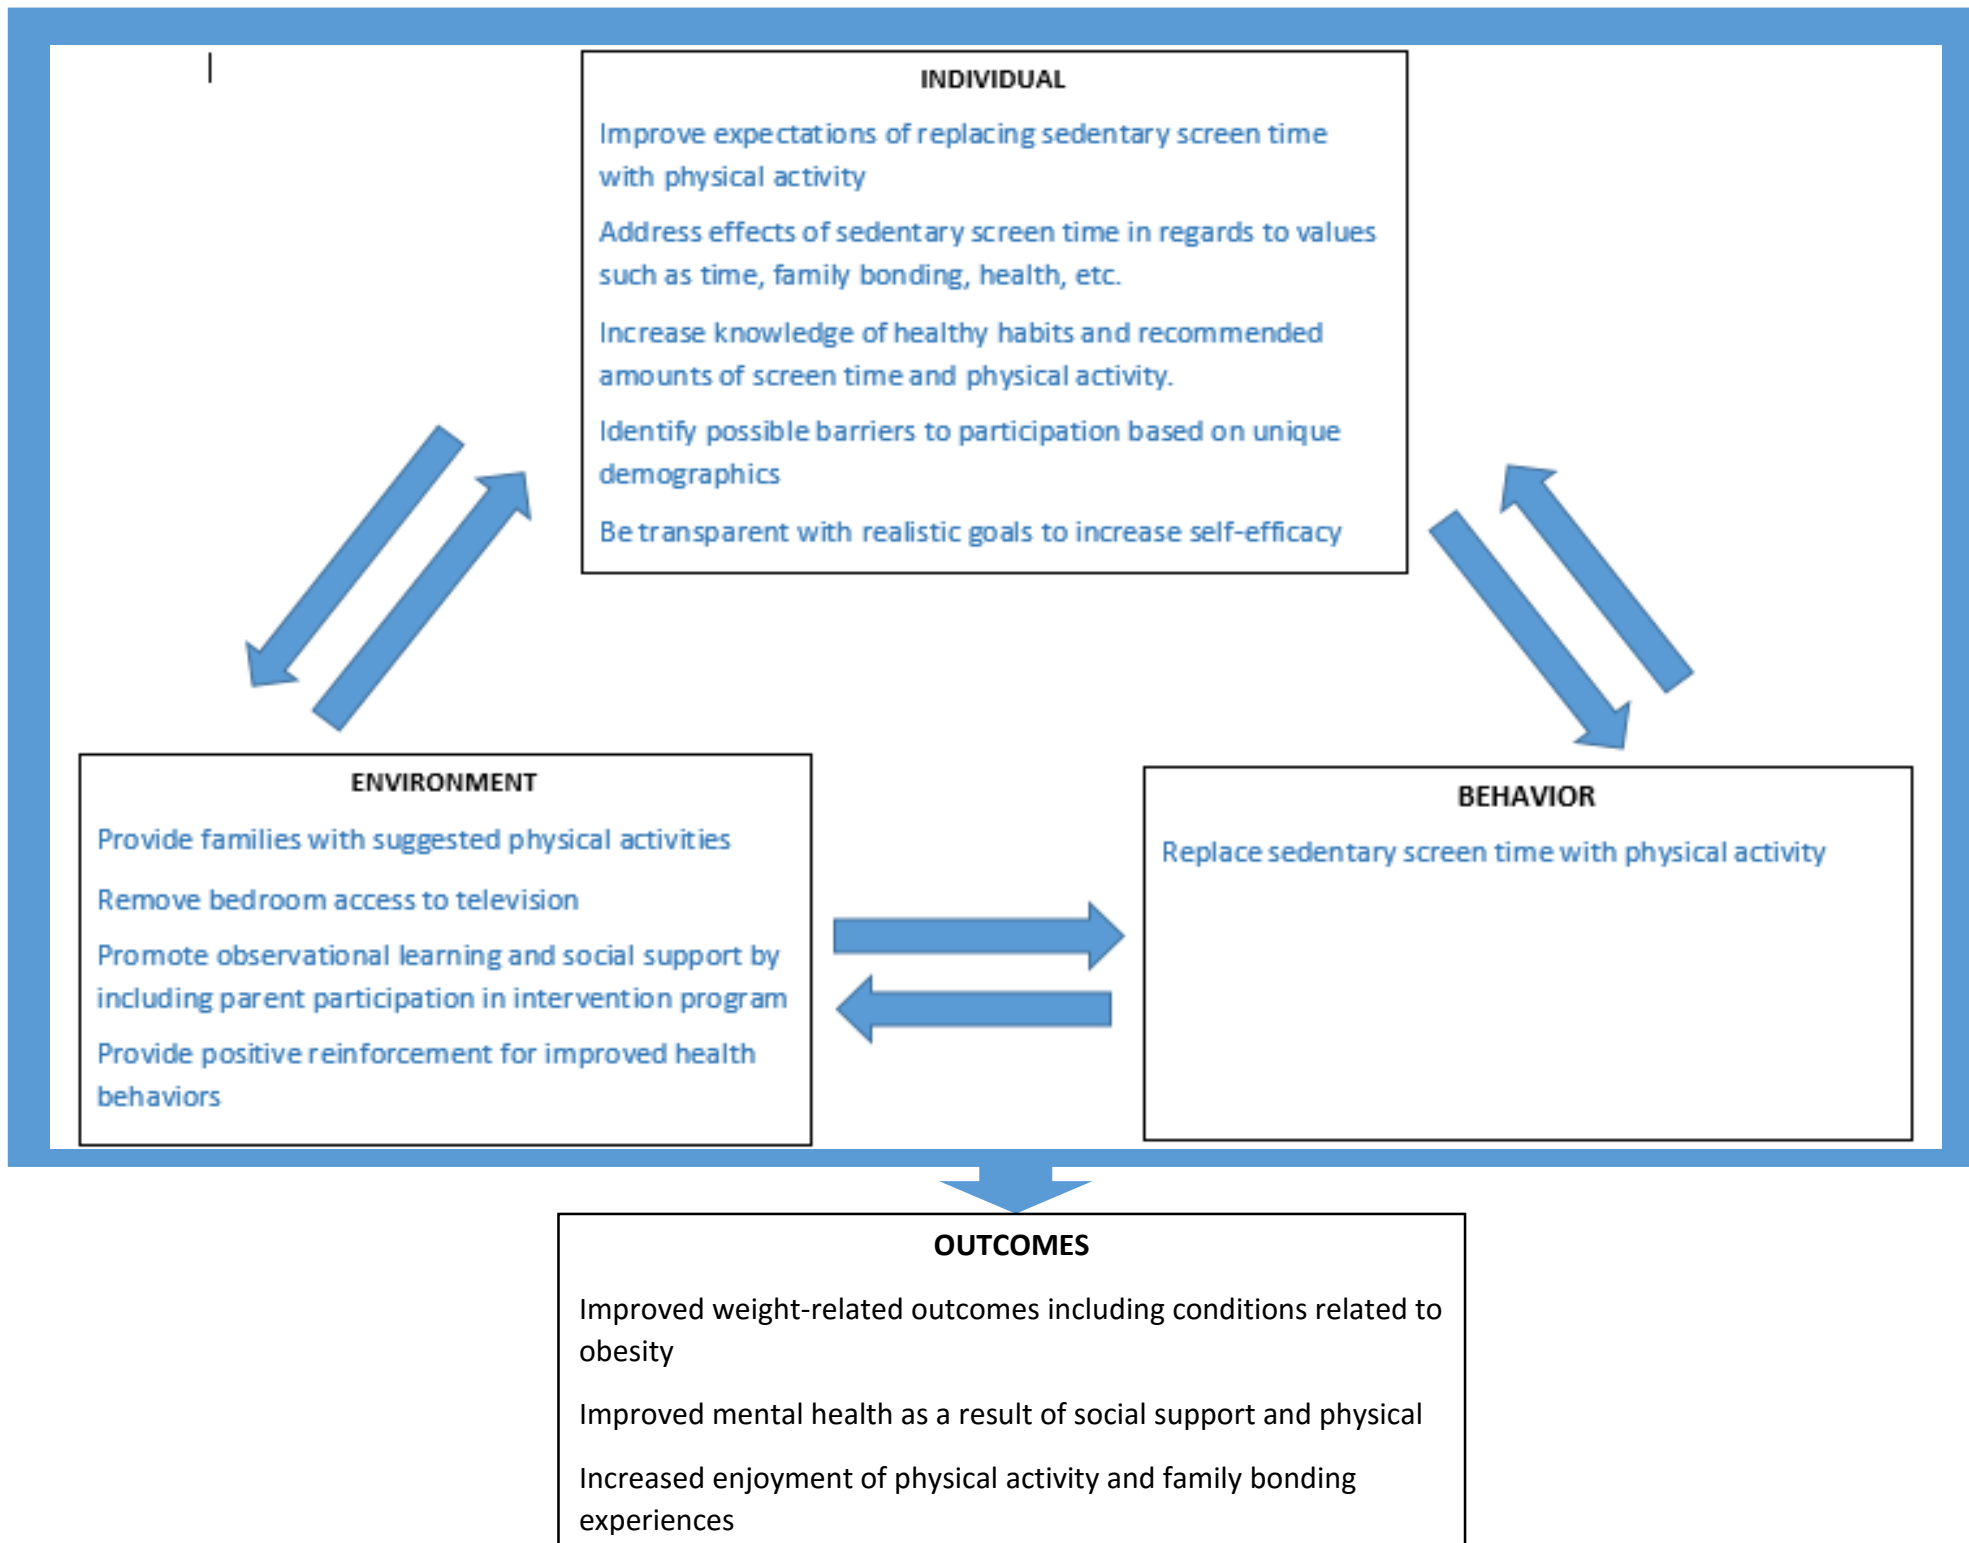 INDIVIDUAL
Improve expectations of replacing sedentary screen time
with physical activity
Address effects of sedentary screen time in regards to values
such as time, family bonding, health, etc.
Increase knowledge of healthy habits and recommended
amounts of screen time and physical activity.
Identify possible barriers to participation based on unique
demographics
Be transparent with realistic goals to increase self-efficacy
ENVIRONMENT
Provide families with suggested physical activities
Remove bedroom access to television
Promote observational learning and social support by
including parent participation in intervention program
Provide positive reinforcement for improved health
behaviors
BEHAVIOR
Replace sedentary screen time with physical activity
OUTCOMES
Improved weight-related outcomes including conditions related to
obesity
Improved mental health as a result of social support and physical
Increased enjoyment of physical activity and family bonding
experiences